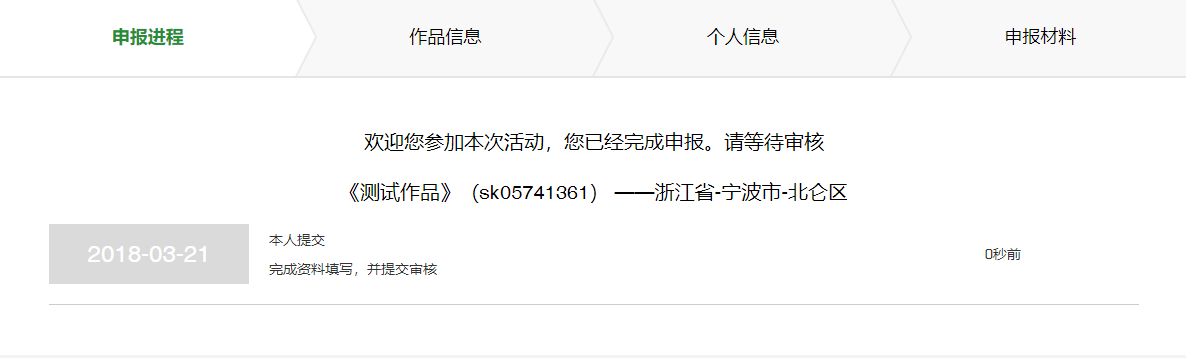 申报进程
作品信息
个人信息
申报材料
欢迎您参加本次活动，您已经完成申报。请等待审核
《测试作品》（sk05741361） ——浙江省-宁波市-北仑区
2018-03-21
本人提交
完成资料填写，并提交审核
0秒前